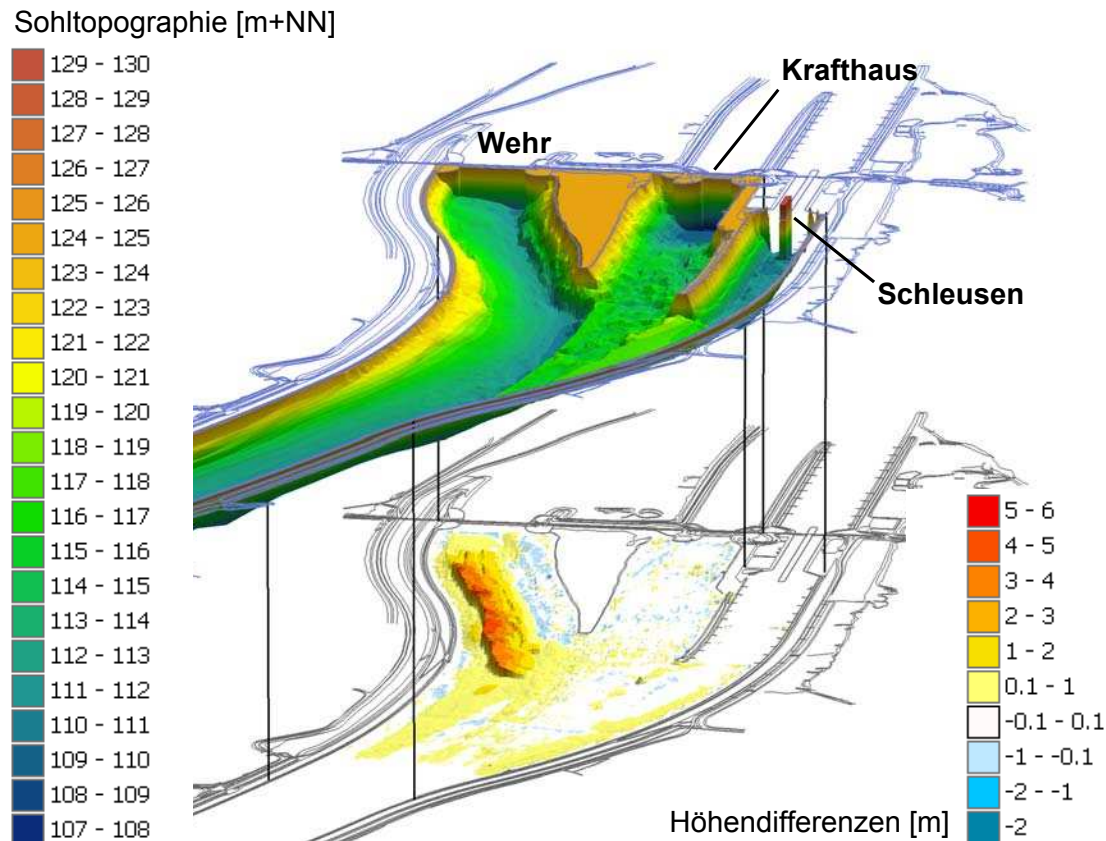 Sohltopographie [m+NN]
129 - 130
128 - 129
127 - 128
126 - 127
125 - 126
124 - 125
123 - 124
122 - 123
121 - 122
120 - 121
119 - 120
118 - 119
117 - 118
116 - 117
115 - 116
114 - 115
113 - 114
112 - 113
111 - 112
110 - 111
109 - 110
108 - 109
107 - 108
Krafthaus
Wehr
Schleusen
5 - 6
4 - 5
3 - 4
2 - 3
1 - 2
0.1 - 1
-0.1 - 0.1
-1 - -0.1
-2 - -1
-2
Höhendifferenzen [m]